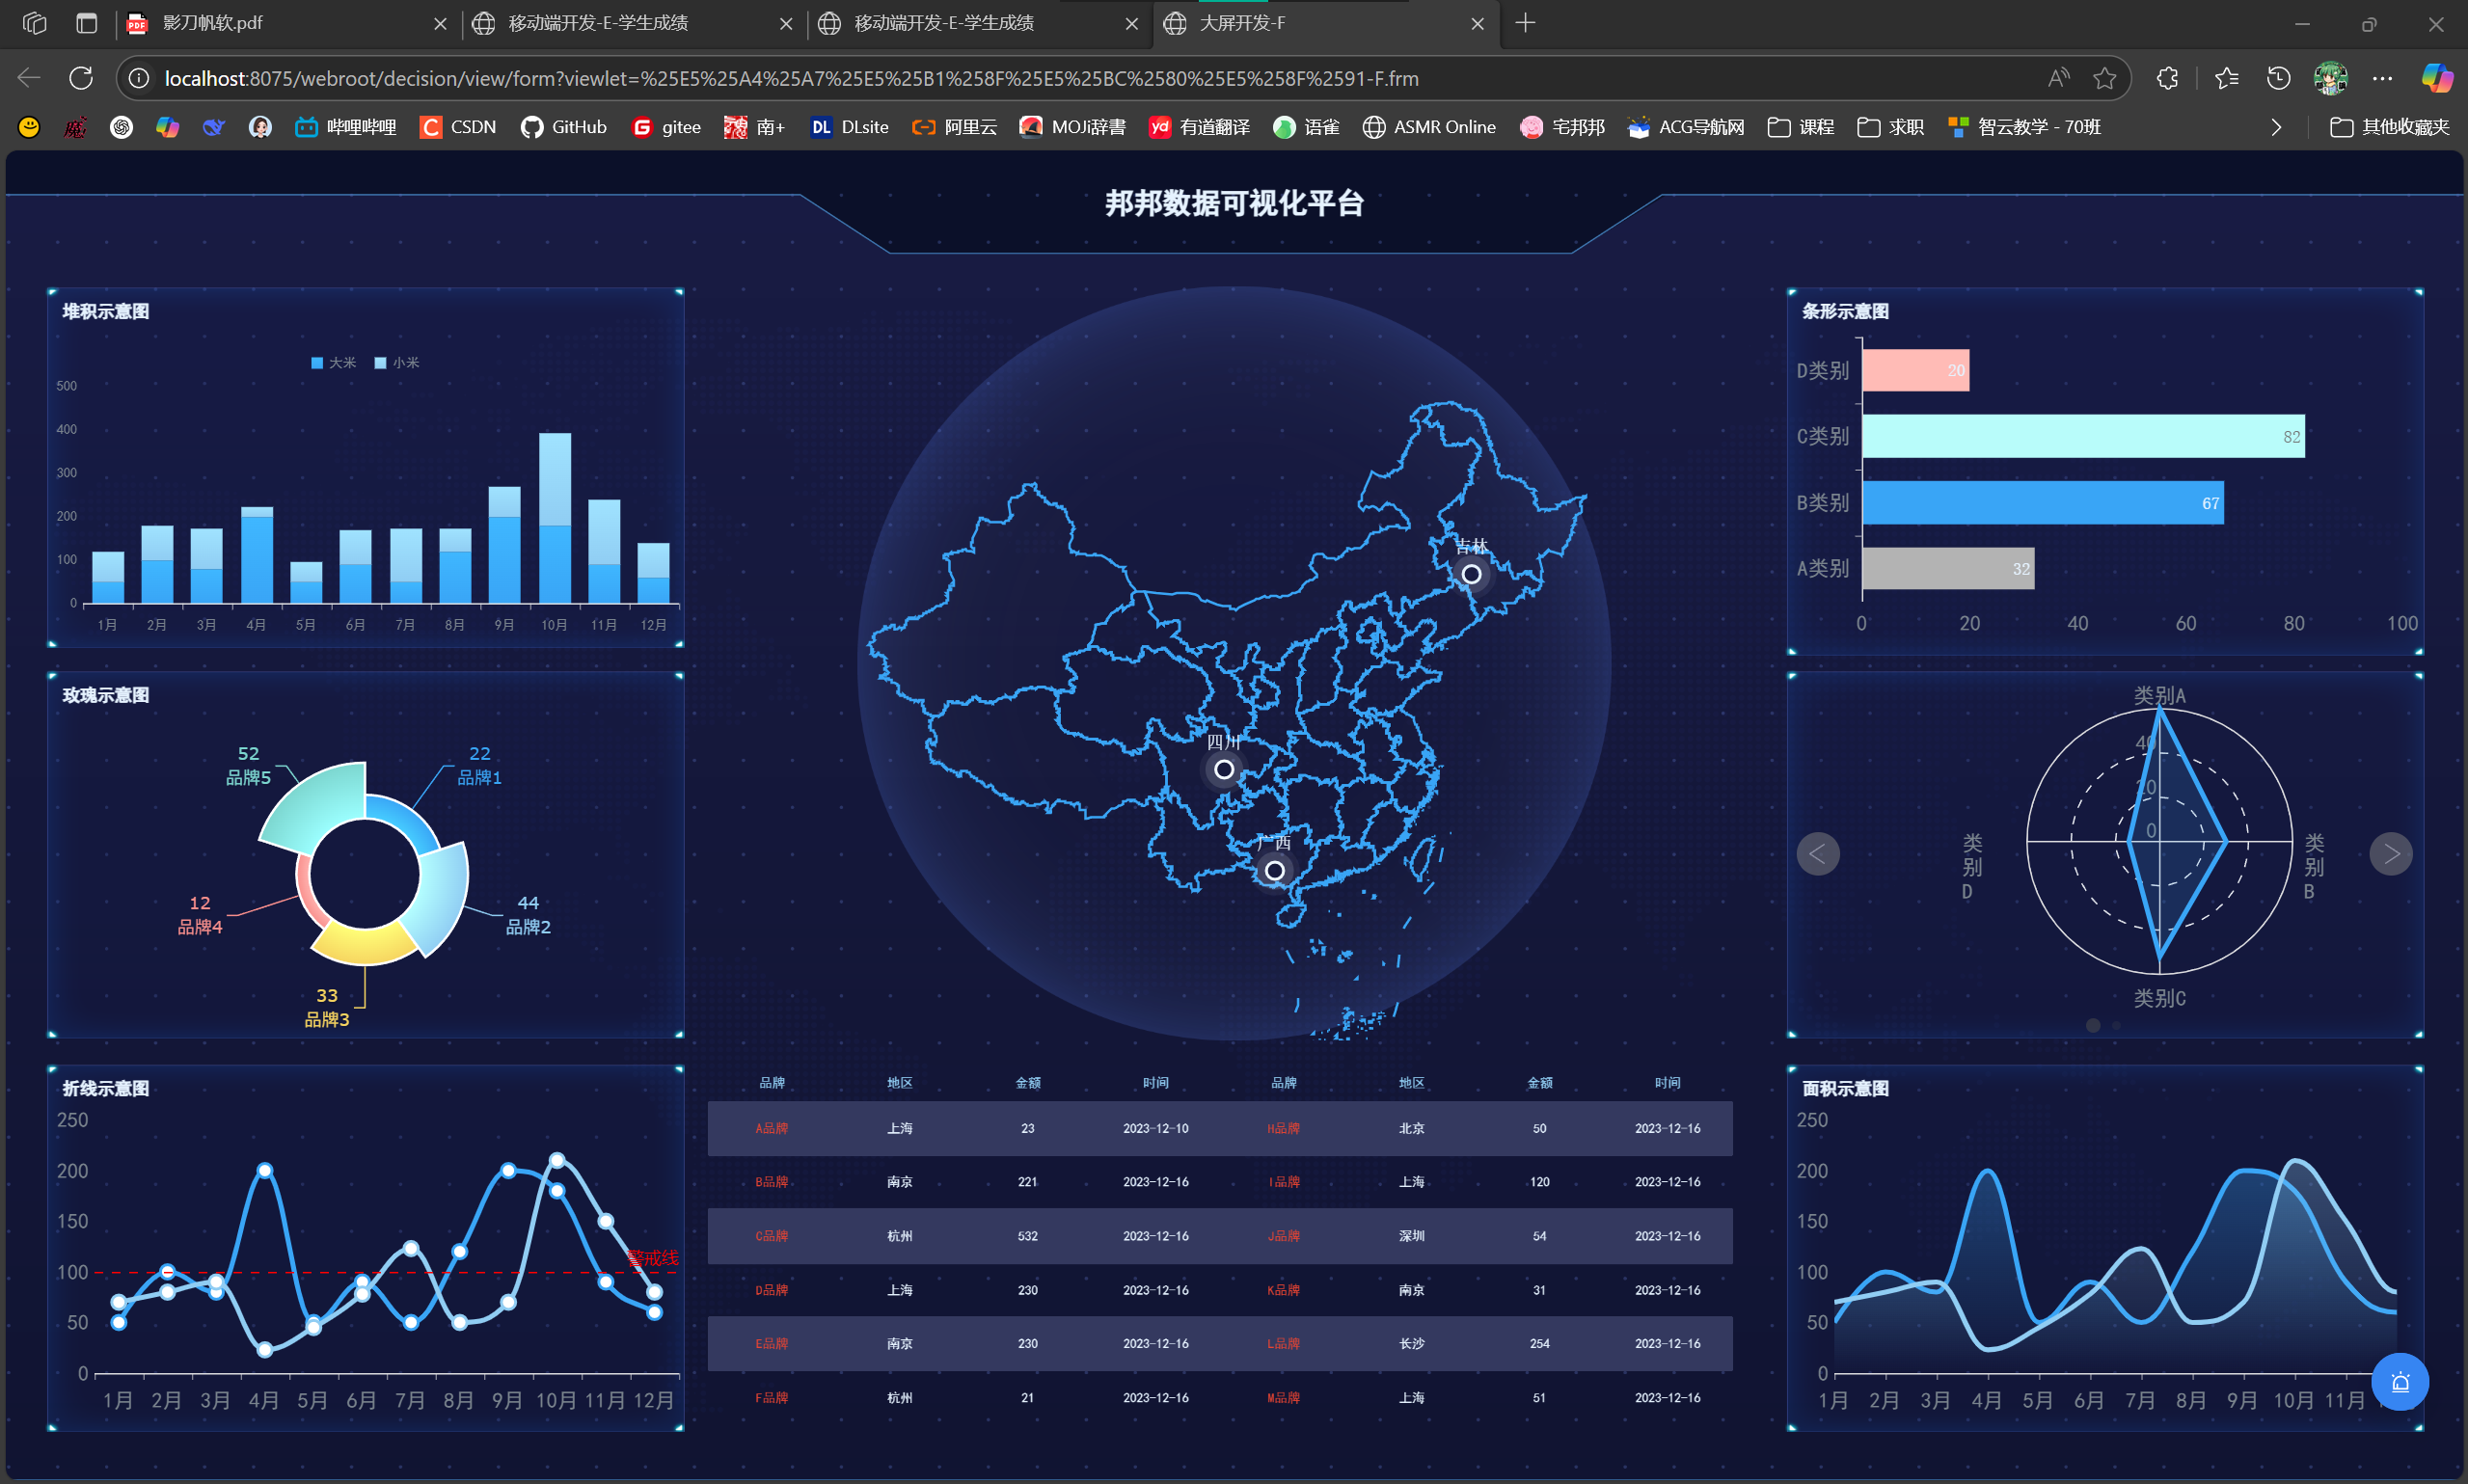 影刀帆软.pdf
移动端开发-E-学生成绩
移动端开发-E-学生成绩
大屏开发-F
localhost:8075/webroot/decision/view/form?viewlet=%25E5%25A4%25A7%25E5%25B1%258F%25E5%25BC%2580%25E5%258F%2591-F.frm
哔哩哔哩
CSDN
GitHub
gitee
南+
DLsite
阿里云
MOJi辞書
有道翻译
语雀
ASMR Online
宅邦邦
ACG导航网
课程
求职
智云教学 - 70班
其他收藏夹
邦邦数据可视化平台
堆积示意图
大米 小米
500
400
300
200
100
0
1月 2月 3月 4月 5月 6月 7月 8月 9月 10月 11月 12月
玫瑰示意图
52
品牌5
22
品牌1
12
品牌4
44
品牌2
33
品牌3
折线示意图
250
200
150
100
50
0
警戒线
1月 2月 3月 4月 5月 6月 7月 8月 9月 10月 11月 12月
吉林
四川
广西
品牌 地区 金额 时间 品牌 地区 金额 时间
A品牌 上海 23 2023-12-10 H品牌 北京 50 2023-12-16
B品牌 南京 221 2023-12-16 I品牌 上海 120 2023-12-16
C品牌 杭州 532 2023-12-16 J品牌 深圳 54 2023-12-16
D品牌 上海 230 2023-12-16 K品牌 南京 31 2023-12-16
E品牌 南京 230 2023-12-16 L品牌 长沙 254 2023-12-16
F品牌 杭州 21 2023-12-16 M品牌 上海 51 2023-12-16
条形示意图
D类别 20
C类别 82
B类别 67
A类别 32
0 20 40 60 80 100
类别A
40
20
0
类别D
类别B
类别C
面积示意图
250
200
150
100
50
0
1月 2月 3月 4月 5月 6月 7月 8月 9月 10月 11月